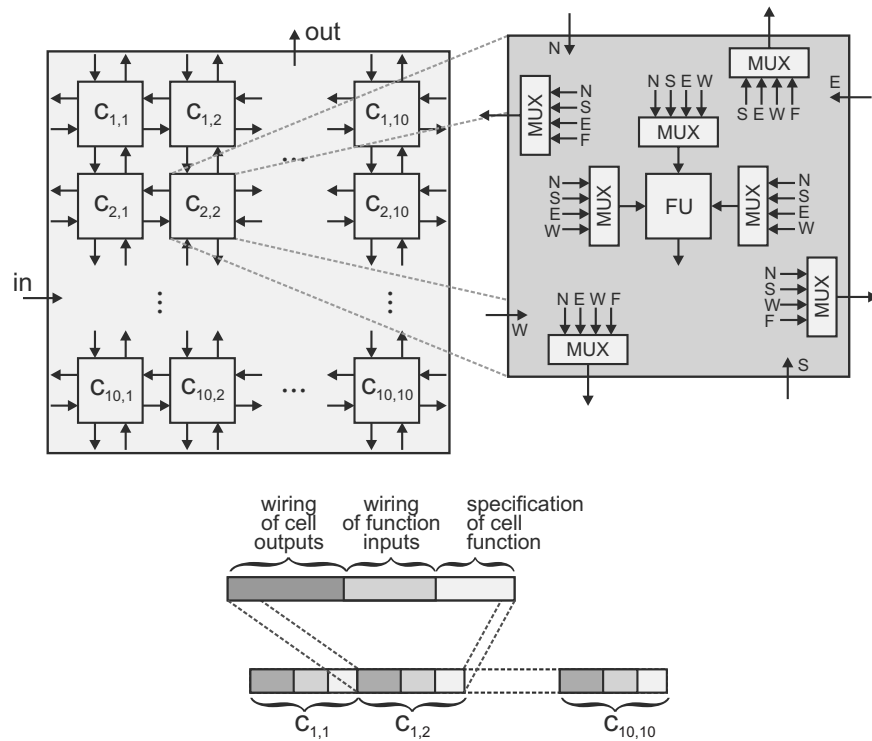 out
in
C1,1
C1,2
C1,10
...
C2,1
C2,2
C2,10
...
...
C10,1
C10,2
...
C10,10
N
MUX
S E W F
E
MUX
N
S
E
F
N S E W
MUX
N
S
E
W
MUX
FU
MUX
N
S
E
W
N
S
W
F
MUX
W
N E W F
MUX
S
wiring
of cell
outputs
wiring
of function
inputs
specification
of cell
function
C1,1
C1,2
C10,10